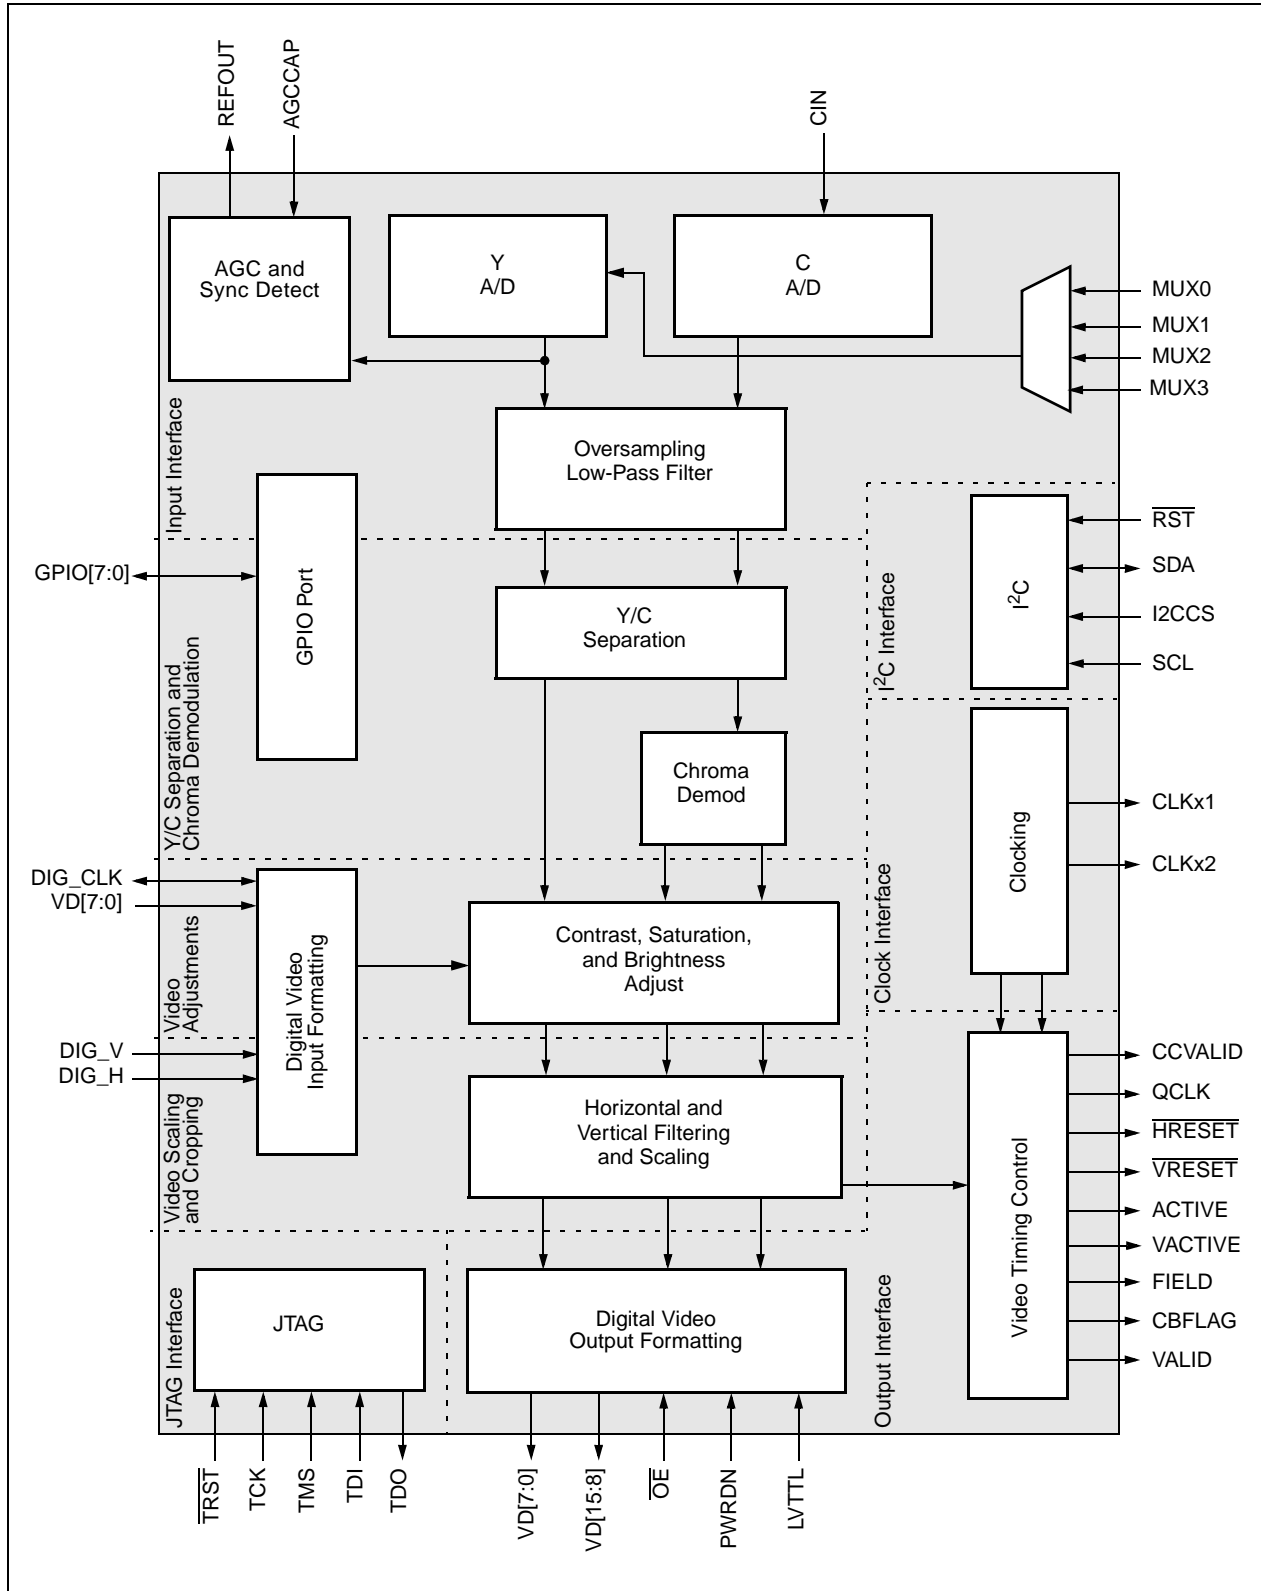 REFOUT
AGCCAP
CIN
AGC and
Sync Detect
Y
A/D
C
A/D
MUX0
MUX1
MUX2
MUX3
Input Interface
Oversampling
Low-Pass Filter
GPIO[7:0]
GPIO Port
Y/C Separation and
Chroma Demodulation
Y/C
Separation
Chroma
Demod
I²C Interface
I²C
R̅S̅T̅
SDA
I2CCS
SCL
Clock Interface
Clocking
CLKx1
CLKx2
DIG_CLK
VD[7:0]
Video
Adjustments
Digital Video
Input Formatting
Contrast, Saturation,
and Brightness
Adjust
DIG_V
DIG_H
Video Scaling
and Cropping
Horizontal and
Vertical Filtering
and Scaling
Video Timing Control
CCVALID
QCLK
H̅R̅E̅S̅E̅T̅
V̅R̅E̅S̅E̅T̅
ACTIVE
VACTIVE
FIELD
CBFLAG
VALID
JTAG Interface
JTAG
Digital Video
Output Formatting
Output Interface
T̅R̅S̅T̅
TCK
TMS
TDI
TDO
VD[7:0]
VD[15:8]
O̅E̅
PWRDN
LVTTL